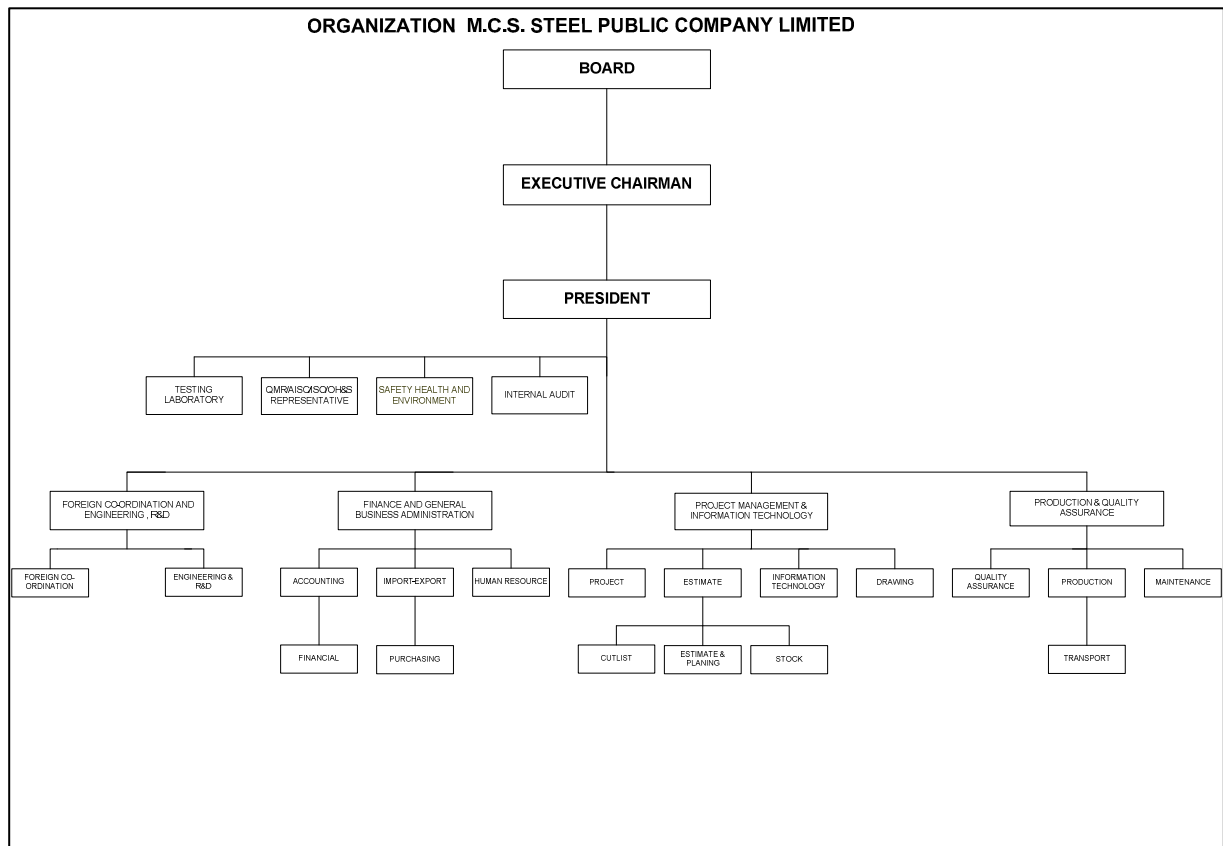 ORGANIZATION M.C.S. STEEL PUBLIC COMPANY LIMITED
BOARD
EXECUTIVE CHAIRMAN
PRESIDENT
TESTING
LABORATORY
QMR/AISC/ISO/OH&S
REPRESENTATIVE
SAFETY HEALTH AND
ENVIRONMENT
INTERNAL AUDIT
FOREIGN CO-ORDINATION AND
ENGINEERING , R&D
FINANCE AND GENERAL
BUSINESS ADMINISTRATION
PROJECT MANAGEMENT &
INFORMATION TECHNOLOGY
PRODUCTION & QUALITY
ASSURANCE
FOREIGN CO-
ORDINATION
ENGINEERING &
R&D
ACCOUNTING
IMPORT-EXPORT
HUMAN RESOURCE
PROJECT
ESTIMATE
INFORMATION
TECHNOLOGY
DRAWING
QUALITY
ASSURANCE
PRODUCTION
MAINTENANCE
FINANCIAL
PURCHASING
CUTLIST
ESTIMATE &
PLANING
STOCK
TRANSPORT